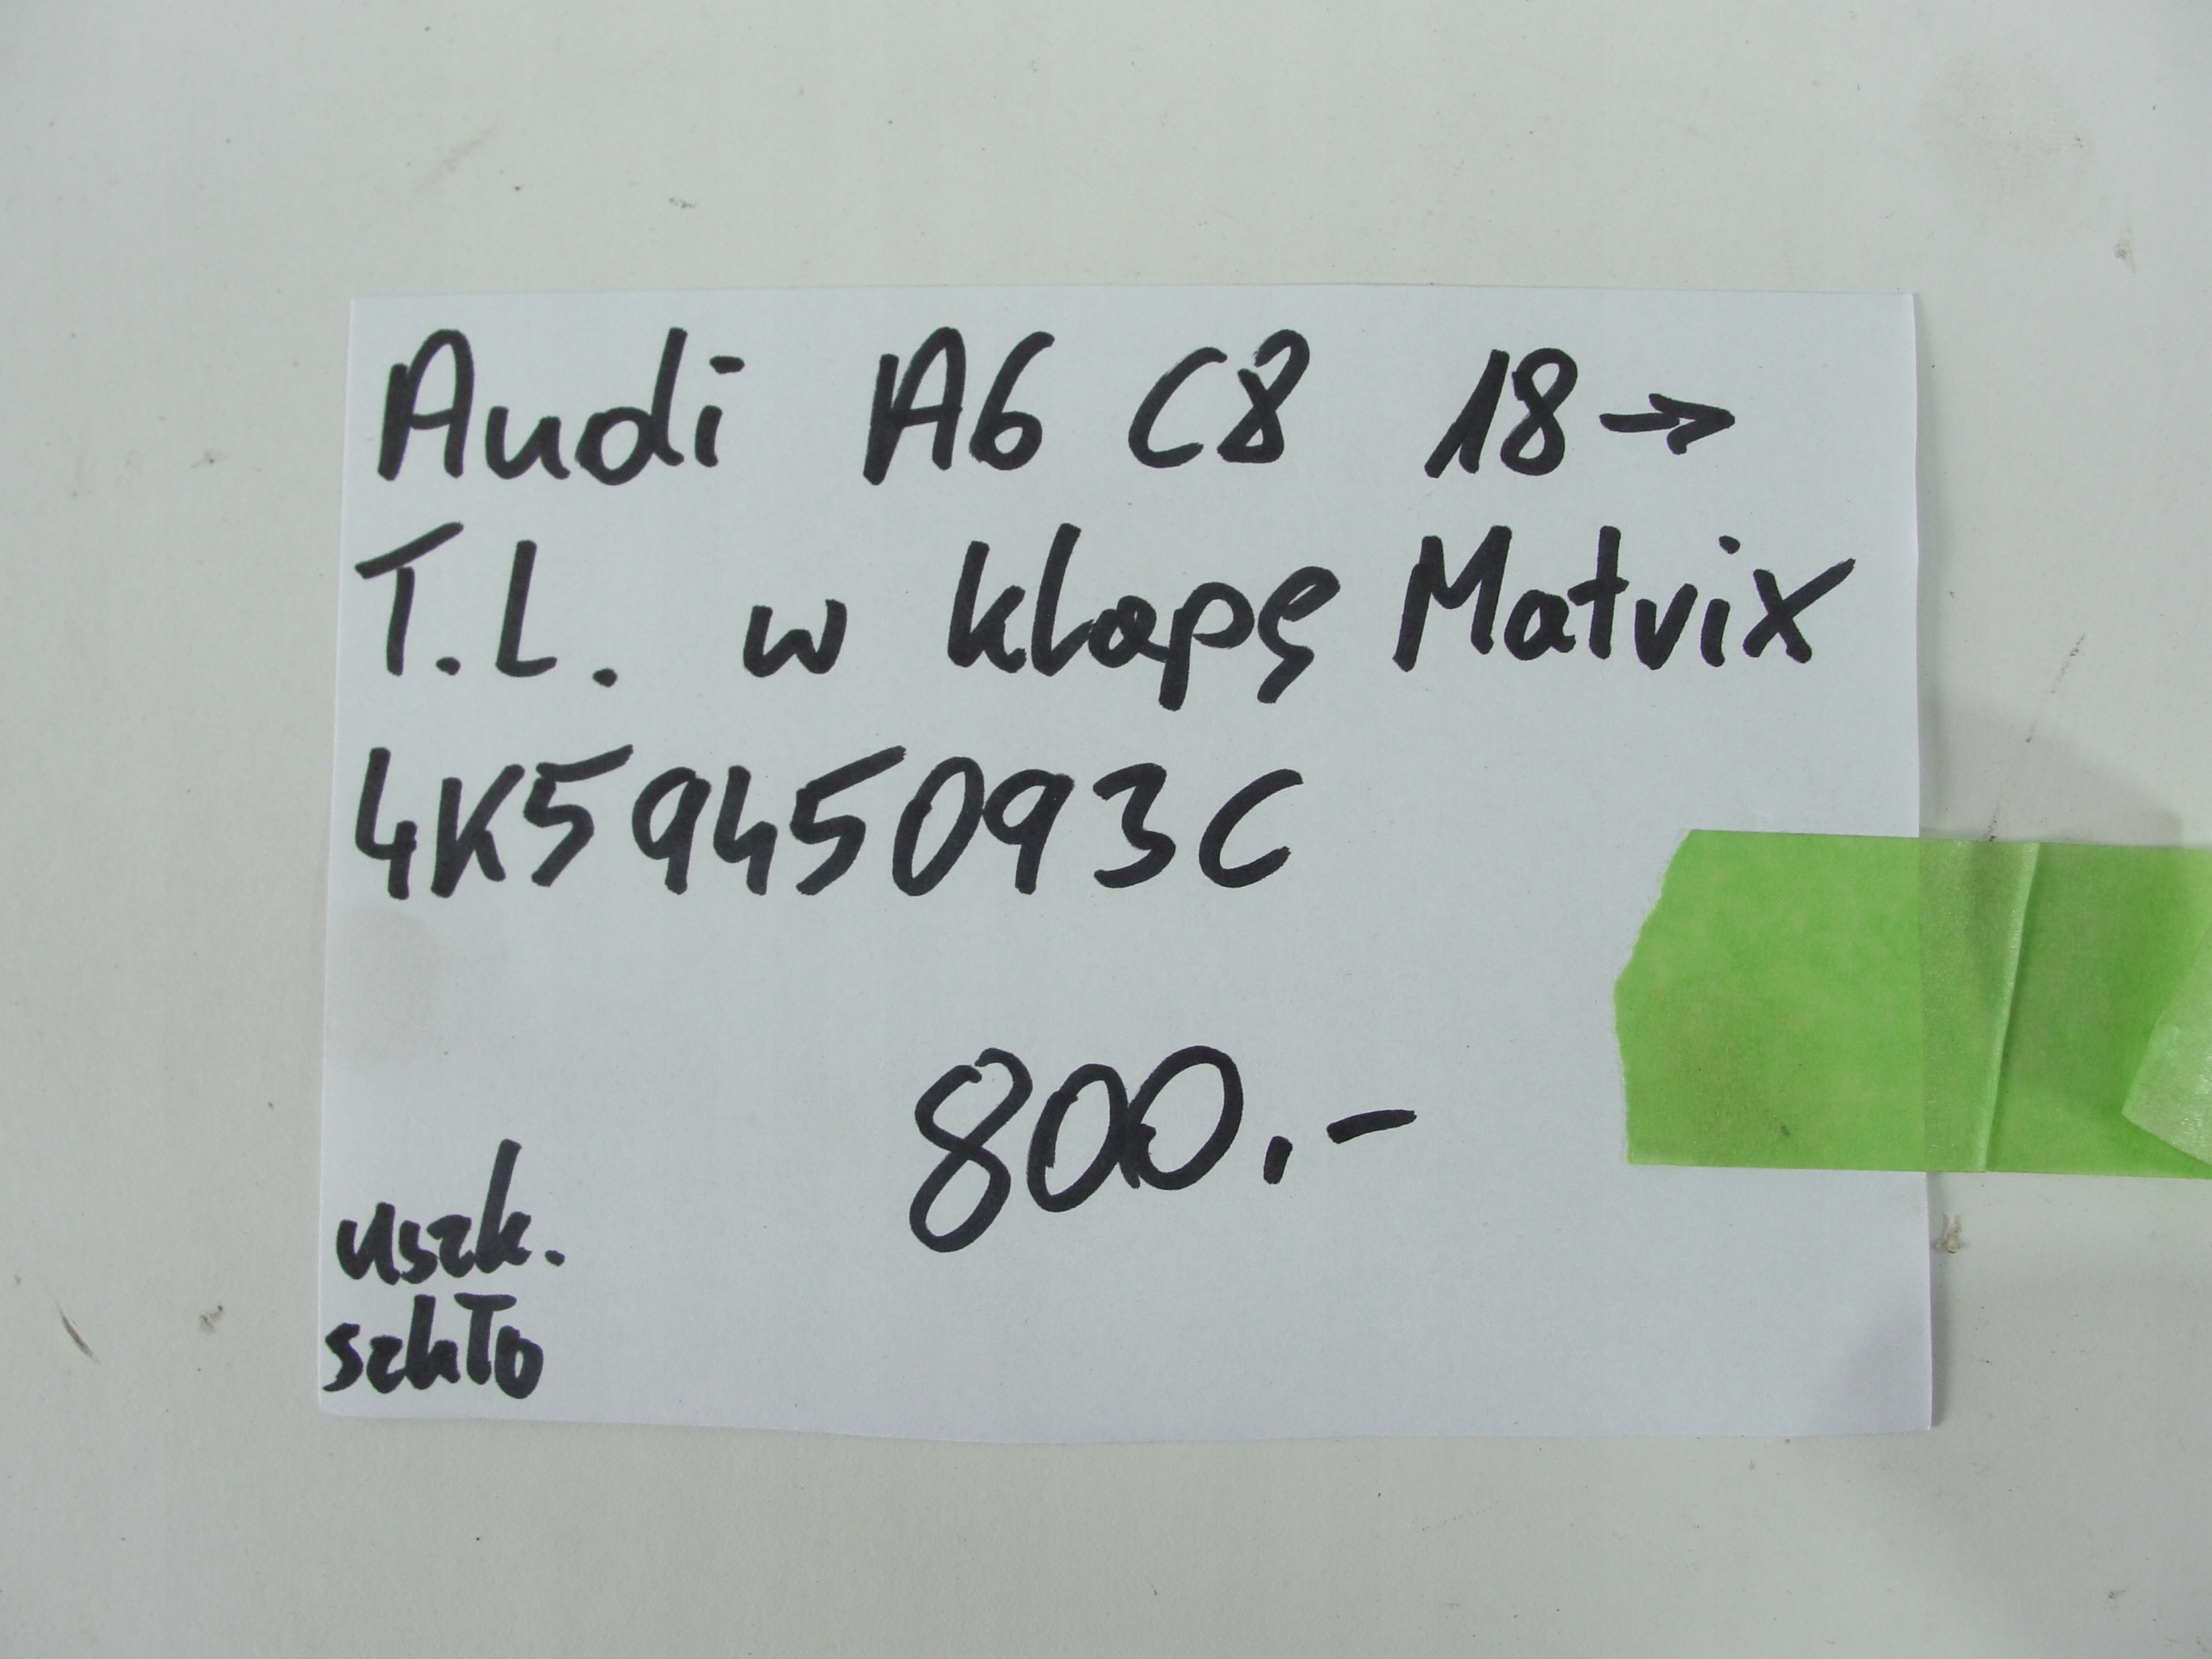 Audi A6 C8 18→
T.L. w klapę Matrix
4K5945093C
800.-
uszk.
szkło